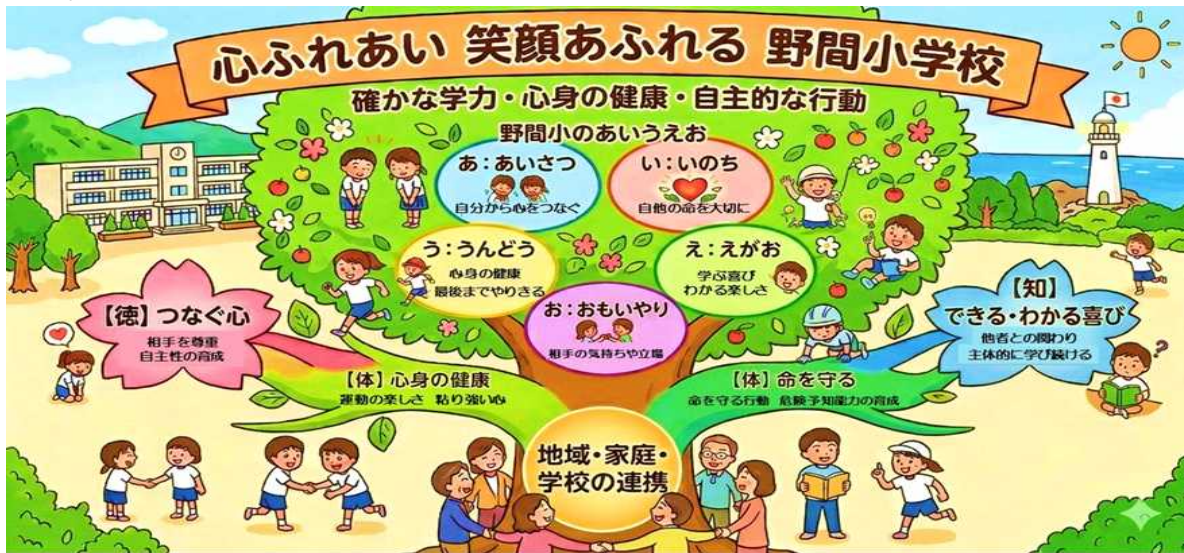 心ふれあい 笑顔あふれる 野間小学校
確かな学力・心身の健康・自主的な行動
野間小のあいうえお
あ：あいさつ
自分から心をつなぐ
い：いのち
自他の命を大切に
う：うんどう
心身の健康
最後までやりきる
え：えがお
学ぶ喜び
わかる楽しさ
お：おもいやり
相手の気持ちや立場
【徳】つなぐ心
相手を尊重
自主性の育成
【知】
できる・わかる喜び
他者との関わり
主体的に学び続ける
【体】心身の健康
運動の楽しさ 粘り強い心
【体】命を守る
命を守る行動 危険予知能力の育成
地域・家庭・
学校の連携
?